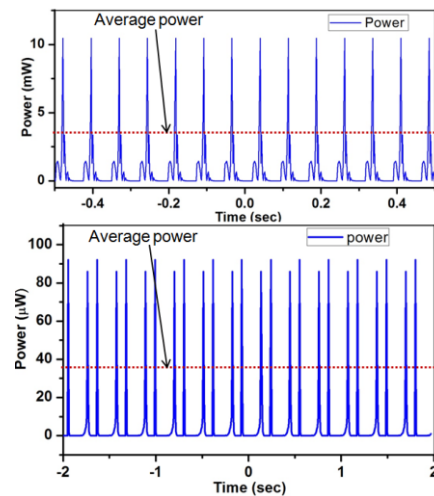 Average power
Power
10
5
0
Power (mW)
-0.4 -0.2 0.0 0.2 0.4
Time (sec)
Average power
power
100
80
60
40
20
0
Power (μW)
-2 -1 0 1 2
Time (sec)